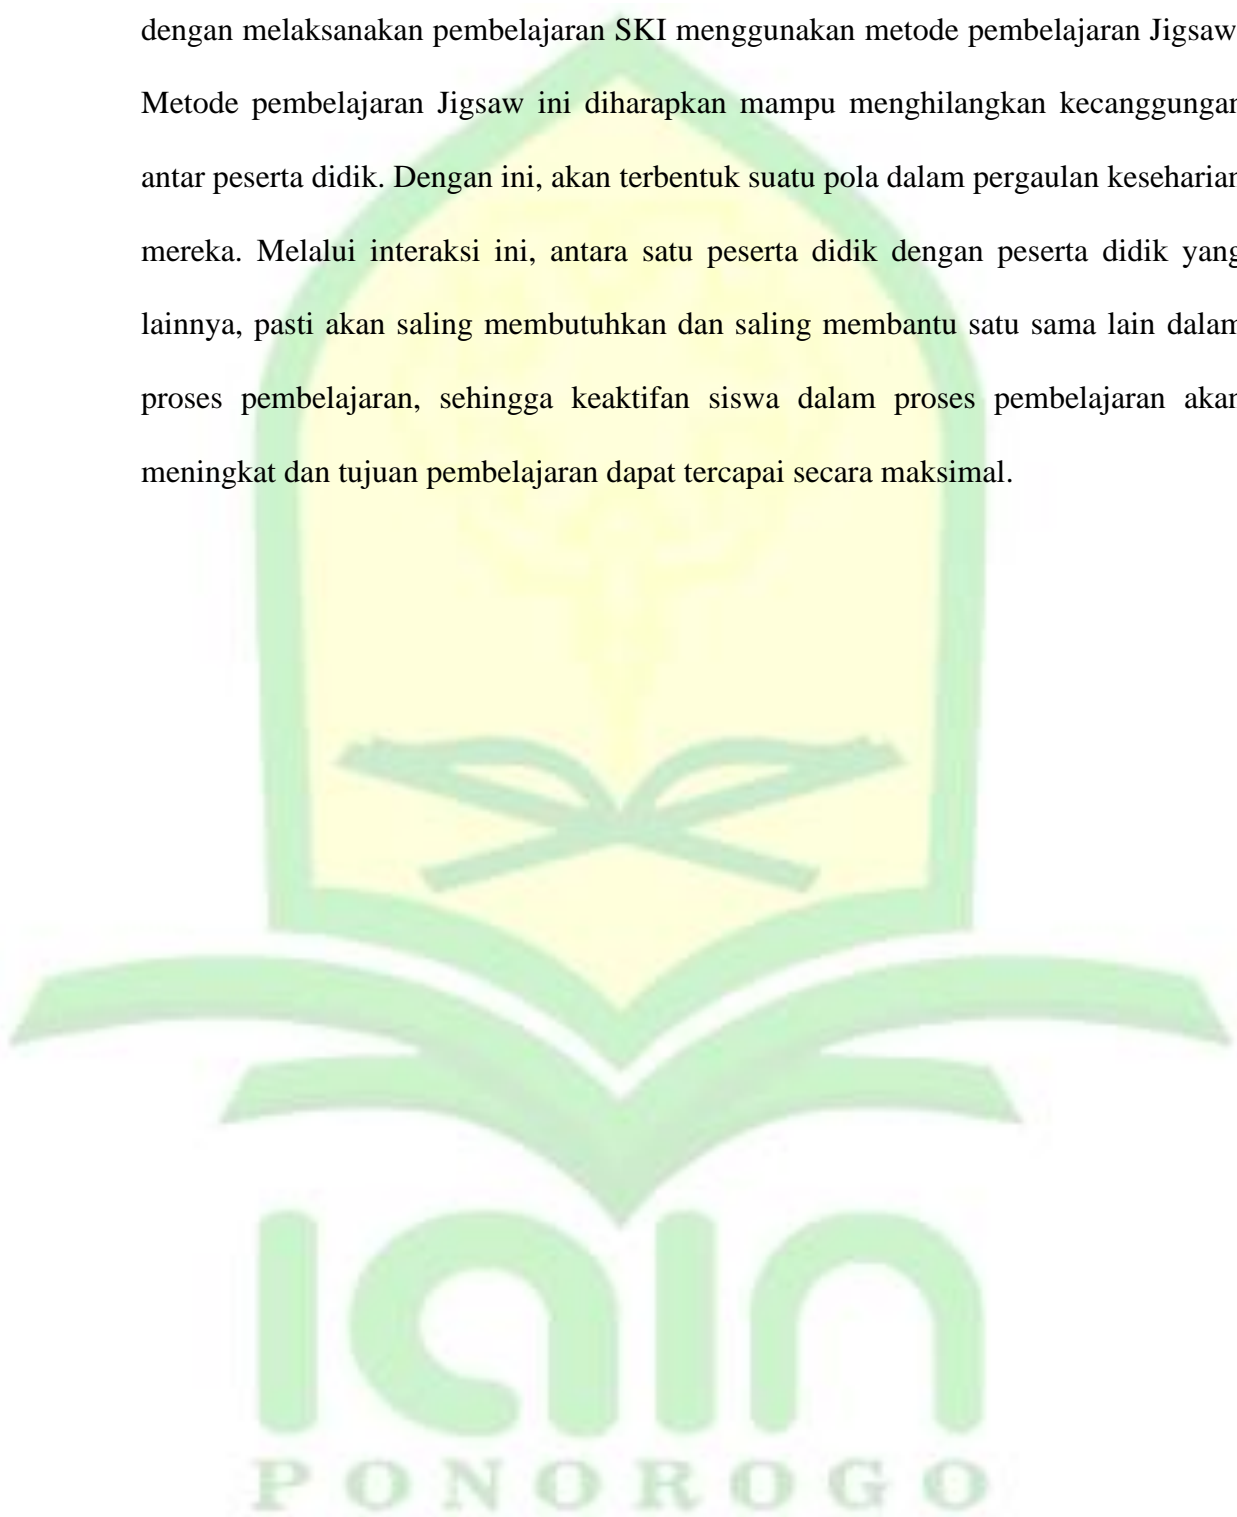 dengan melaksanakan pembelajaran SKI menggunakan metode pembelajaran Jigsaw
Metode pembelajaran Jigsaw ini diharapkan mampu menghilangkan kecanggungan
antar peserta didik. Dengan ini, akan terbentuk suatu pola dalam pergaulan keseharian
mereka. Melalui interaksi ini, antara satu peserta didik dengan peserta didik yang
lainnya, pasti akan saling membutuhkan dan saling membantu satu sama lain dalam
proses pembelajaran, sehingga keaktifan siswa dalam proses pembelajaran akan
meningkat dan tujuan pembelajaran dapat tercapai secara maksimal.
iain
PONOROGO